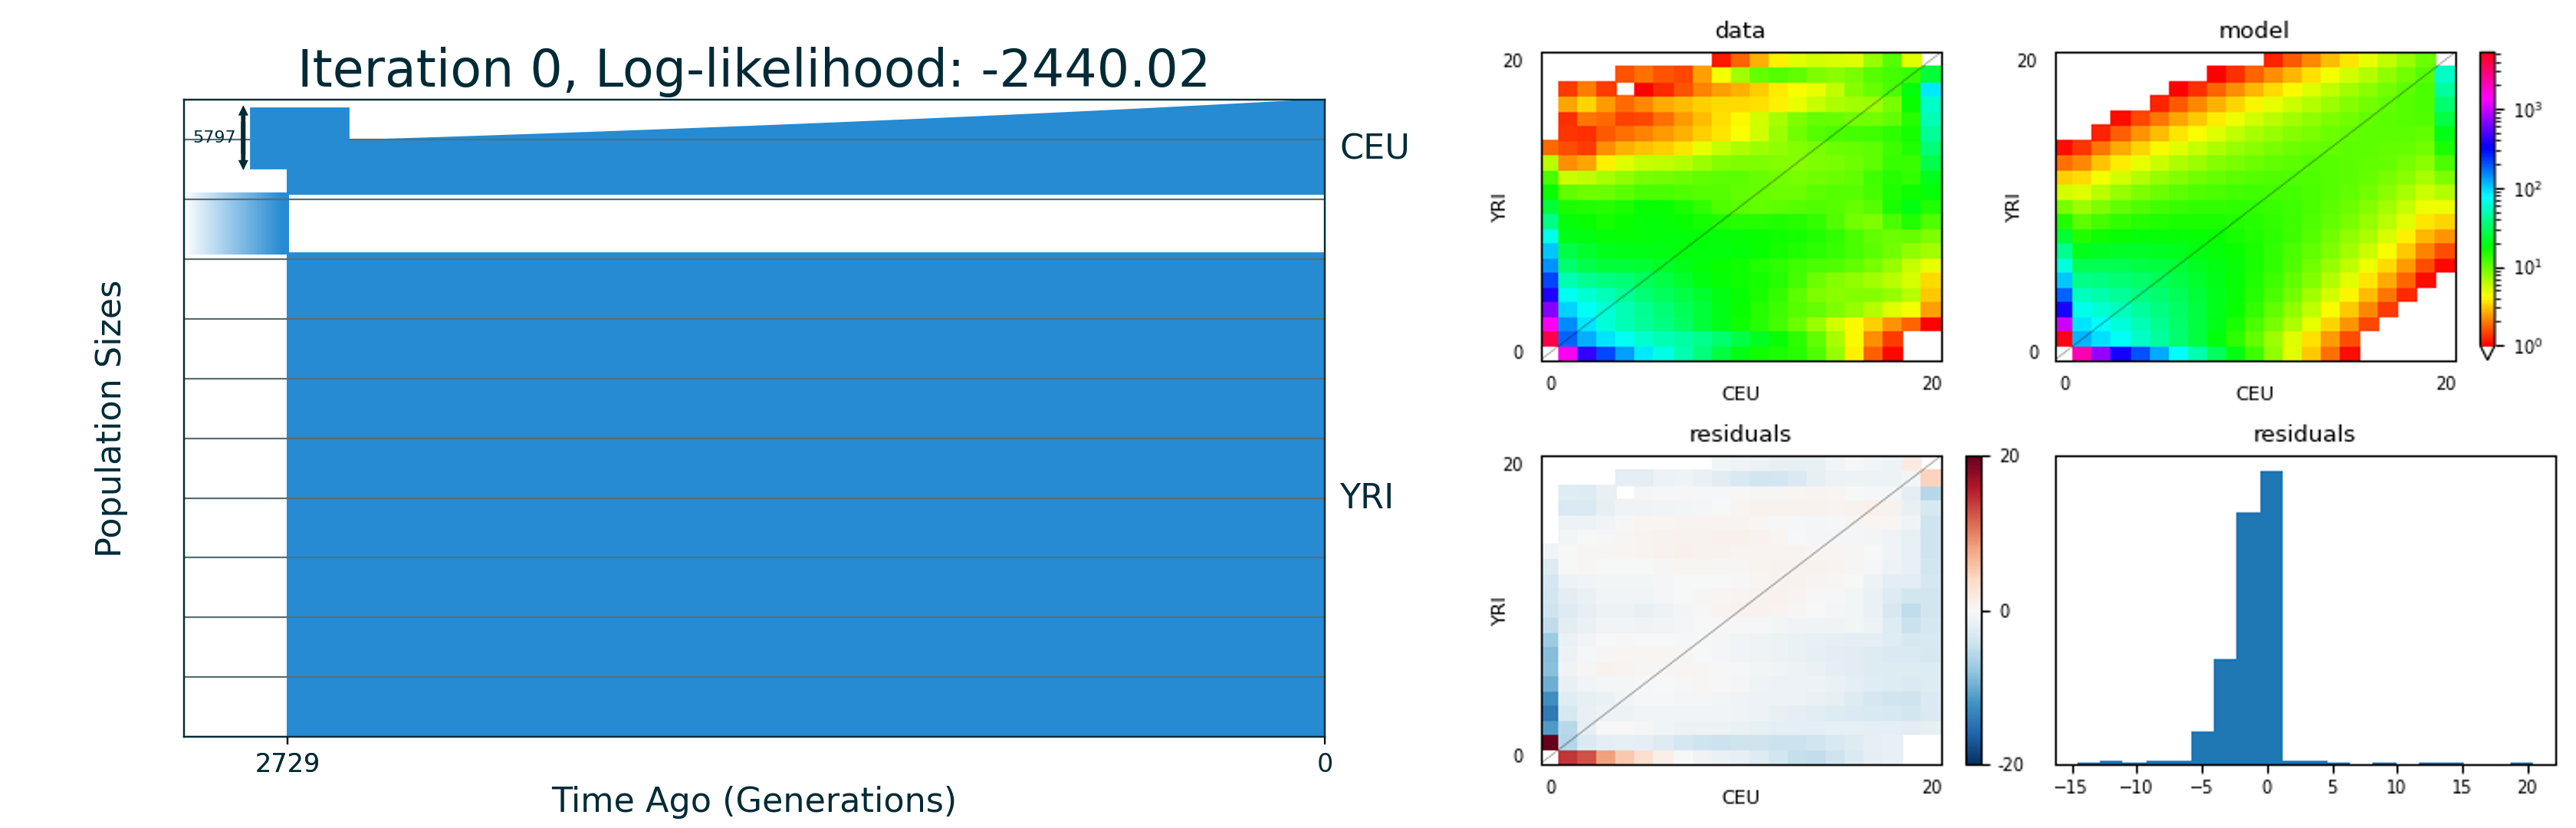 Iteration 0, Log-likelihood: -2440.02
5797
CEU
YRI
Population Sizes
2729
0
Time Ago (Generations)
data
20
YRI
0
0
20
CEU
model
20
YRI
0
0
20
CEU
10³
10²
10¹
10⁰
residuals
20
YRI
0
0
20
CEU
20
0
-20
residuals
−15
−10
−5
0
5
10
15
20